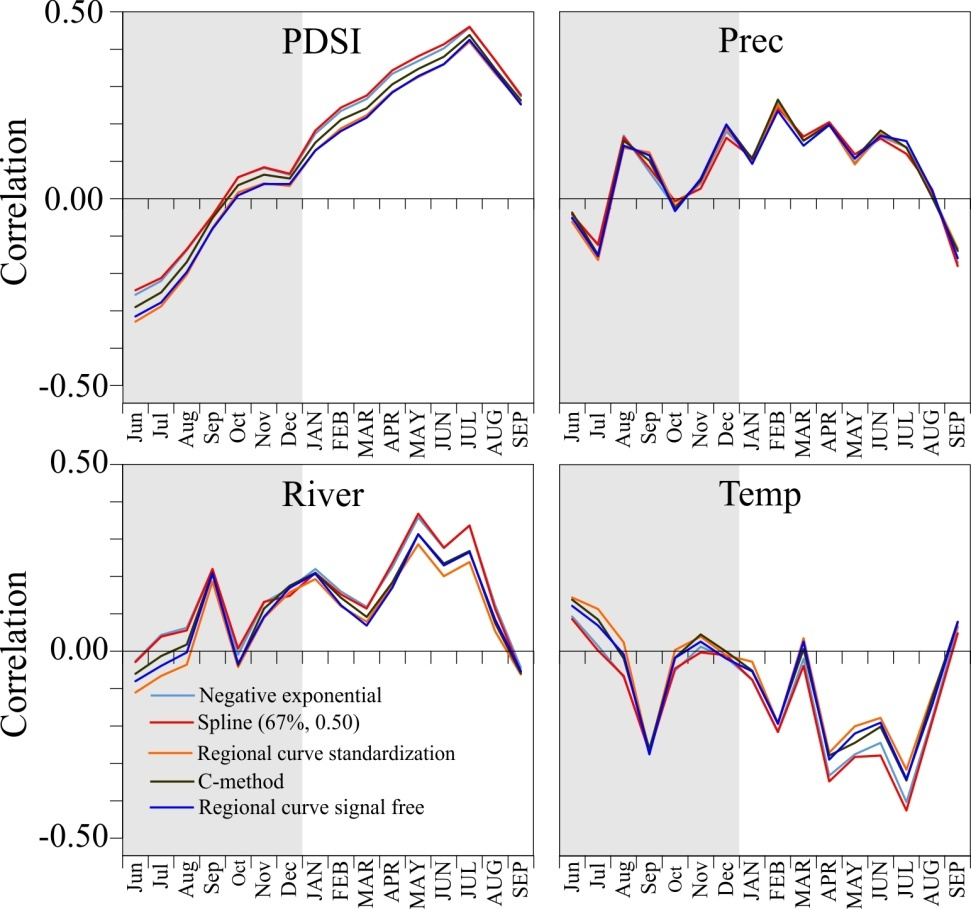 PDSI
Prec
Correlation
0.50
0.00
-0.50
Jun Jul Aug Sep Oct Nov Dec JAN FEB MAR APR MAY JUN JUL AUG SEP
Jun Jul Aug Sep Oct Nov Dec JAN FEB MAR APR MAY JUN JUL AUG SEP
River
Temp
Correlation
0.50
0.00
-0.50
Negative exponential
Spline (67%, 0.50)
Regional curve standardization
C-method
Regional curve signal free
Jun Jul Aug Sep Oct Nov Dec JAN FEB MAR APR MAY JUN JUL AUG SEP
Jun Jul Aug Sep Oct Nov Dec JAN FEB MAR APR MAY JUN JUL AUG SEP